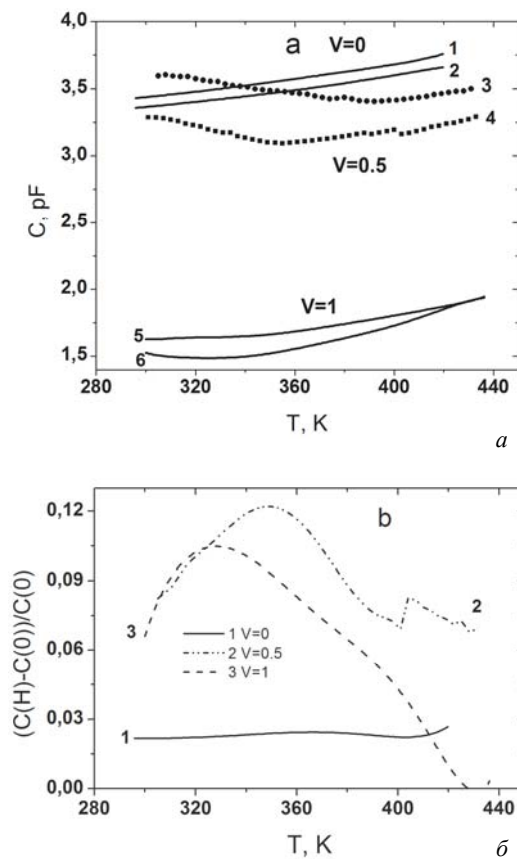 a
V=0
1
2
3
4
V=0.5
V=1
5
6
4,0
3,5
3,0
2,5
2,0
1,5
C, pF
280
320
360
400
440
T, K
а
b
0,12
0,09
0,06
0,03
0,00
(C(H)-C(0))/C(0)
3
2
1 V=0
2 V=0.5
3 V=1
1
280
320
360
400
440
T, K
б